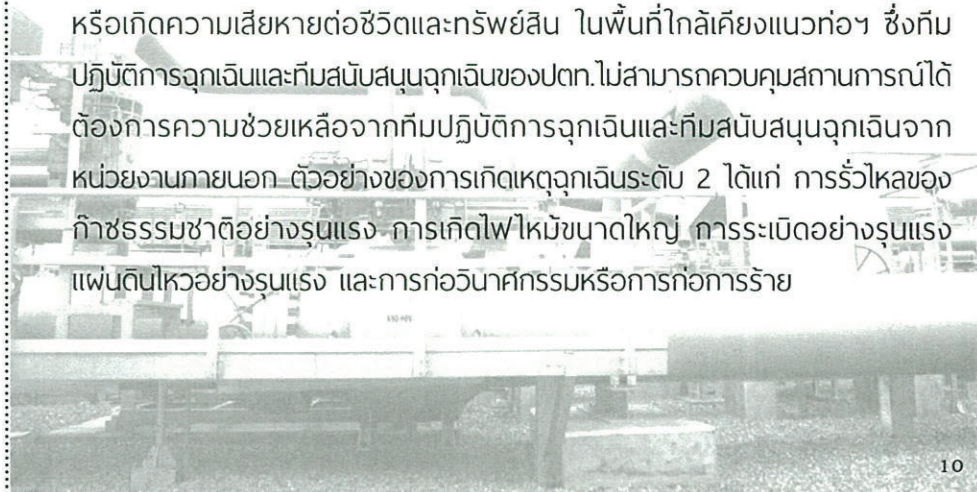 หรือเกิดความเสียหายต่อชีวิตและทรัพย์สิน ในพื้นที่ใกล้เคียงแนวท่อฯ ซึ่งทีม
ปฏิบัติการฉุกเฉินและทีมสนับสนุนฉุกเฉินของปตท.ไม่สามารถควบคุมสถานการณ์ได้
ต้องการความช่วยเหลือจากทีมปฏิบัติการฉุกเฉินและทีมสนับสนุนฉุกเฉินจาก
หน่วยงานภายนอก ตัวอย่างของการเกิดเหตุฉุกเฉินระดับ 2 ได้แก่ การรั่วไหลของ
ก๊าซธรรมชาติอย่างรุนแรง การเกิดไฟไหม้ขนาดใหญ่ การระเบิดอย่างรุนแรง
แผ่นดินไหวอย่างรุนแรง และการก่อวินาศกรรมหรือการก่อการร้าย
10